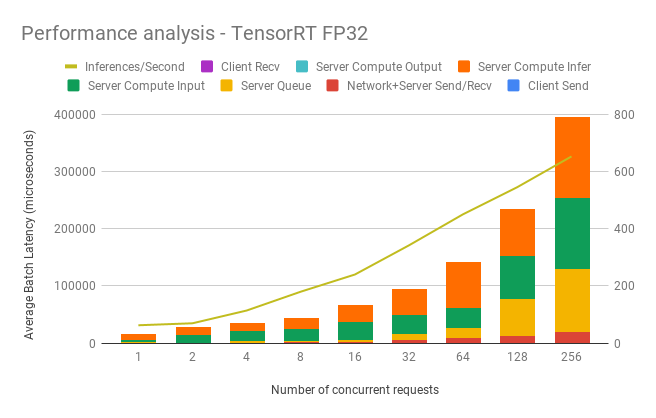 Performance analysis - TensorRT FP32
Inferences/Second Client Recv Server Compute Output Server Compute Infer
Server Compute Input Server Queue Network+Server Send/Recv Client Send
400000 800
300000 600
200000 400
100000 200
0 0
1 2 4 8 16 32 64 128 256
Average Batch Latency (microseconds)
Number of concurrent requests